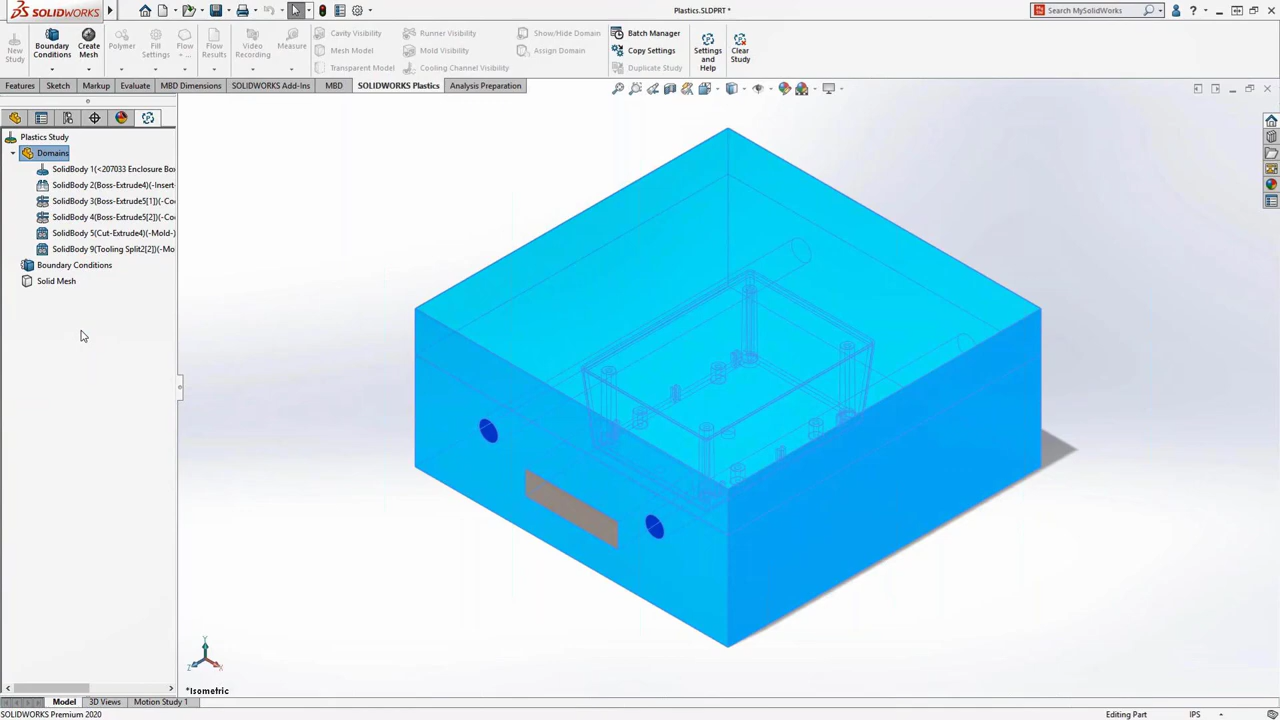 SOLIDWORKS
Plastics.SLDPRT *
Search MySolidWorks
New Study
Boundary Conditions
Create Mesh
Polymer
Fill Settings
Flow ...
Flow Results
Video Recording
Measure
Cavity Visibility
Mesh Model
Transparent Model
Runner Visibility
Mold Visibility
Cooling Channel Visibility
Show/Hide Domain
Assign Domain
Batch Manager
Copy Settings
Duplicate Study
Settings and Help
Clear Study
Features
Sketch
Markup
Evaluate
MBD Dimensions
SOLIDWORKS Add-Ins
MBD
SOLIDWORKS Plastics
Analysis Preparation
Plastics Study
Domains
SolidBody 1(<207033 Enclosure Bo
SolidBody 2(Boss-Extrude4)(-Insert-
SolidBody 3(Boss-Extrude5[1])(-Co
SolidBody 4(Boss-Extrude5[2])(-Co
SolidBody 5(Cut-Extrude4)(-Mold-)
SolidBody 9(Tooling Split2[2])(-Mo
Boundary Conditions
Solid Mesh
Y
Z
X
*Isometric
Model
3D Views
Motion Study 1
SOLIDWORKS Premium 2020
Editing Part
IPS